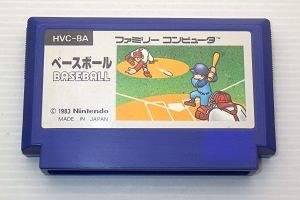 HVC-BA
ファミリー コンピュータ
ベースボール
BASEBALL
© 1983 Nintendo
MADE IN JAPAN